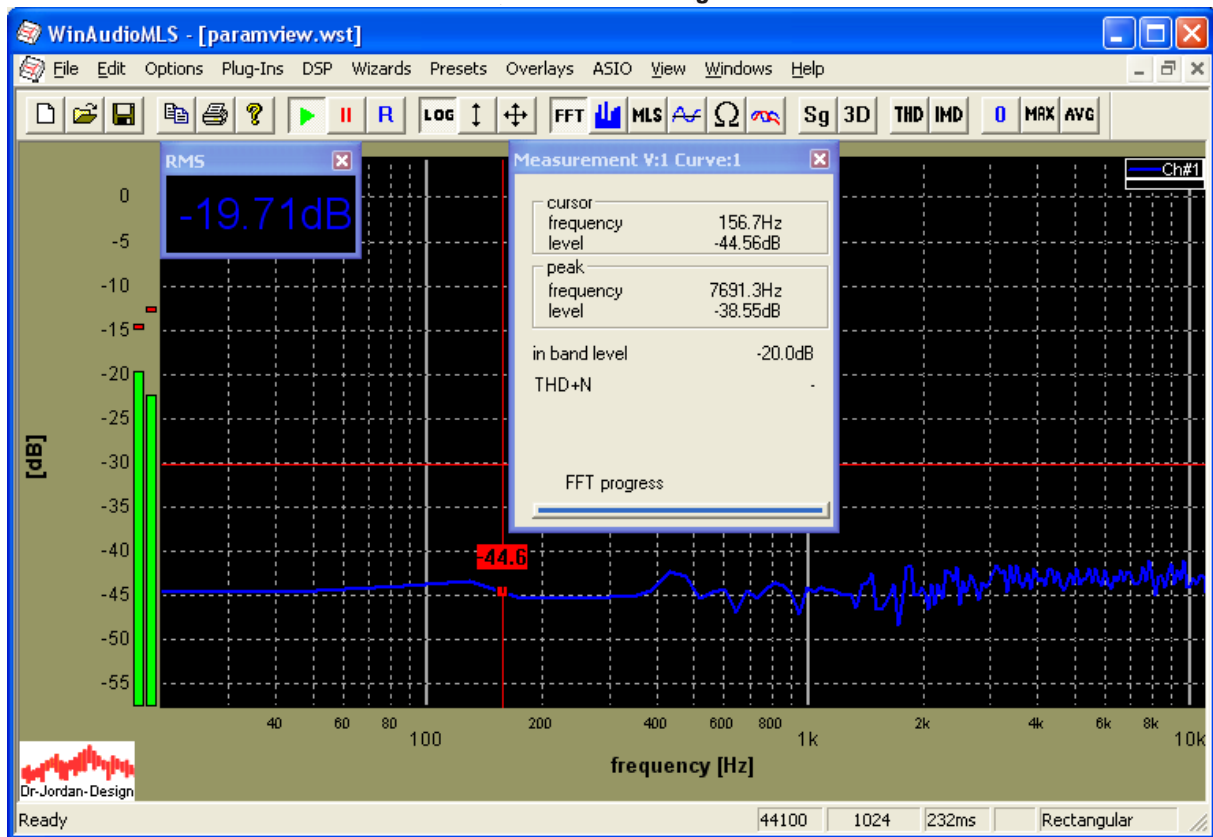 WinAudioMLS - [paramview.wst]
File Edit Options Plug-Ins DSP Wizards Presets Overlays ASIO View Windows Help
R LOG FFT MLS Ω Sg 3D THD IMD 0 MAX AVG
RMS
-19.71dB
Measurement V:1 Curve:1
cursor
frequency 156.7Hz
level -44.56dB
peak
frequency 7691.3Hz
level -38.55dB
in band level -20.0dB
THD+N -
FFT progress
Ch#1
[dB]
0
-5
-10
-15
-20
-25
-30
-35
-40
-45
-50
-55
-44.6
40 60 80 100 200 400 600 800 1k 2k 4k 6k 8k 10k
frequency [Hz]
Dr-Jordan-Design
Ready 44100 1024 232ms Rectangular